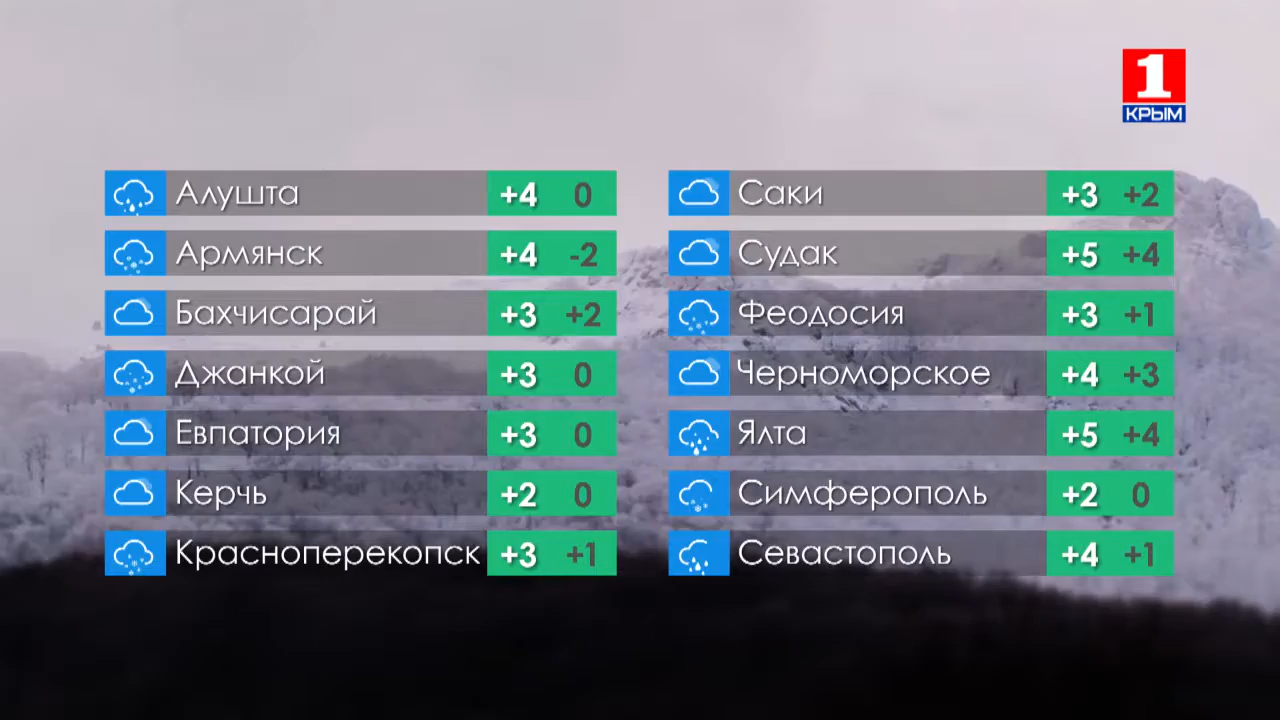 1
КРЫМ
Алушта +4 0
Армянск +4 -2
Бахчисарай +3 +2
Джанкой +3 0
Евпатория +3 0
Керчь +2 0
Красноперекопск +3 +1
Саки +3 +2
Судак +5 +4
Феодосия +3 +1
Черноморское +4 +3
Ялта +5 +4
Симферополь +2 0
Севастополь +4 +1